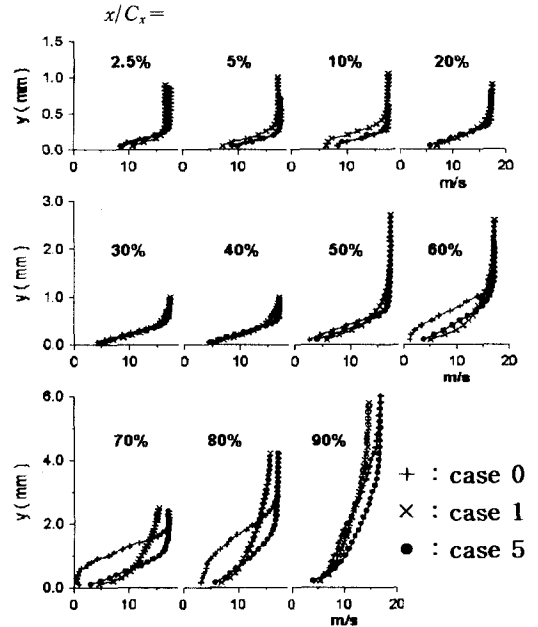 x/Cₓ=
2.5% 5% 10% 20%
y ( mm )
1.5
1.0
0.5
0.0
0 10 0 10 0 10 0 10 20
m/s
30% 40% 50% 60%
y ( mm )
3.0
2.0
1.0
0.0
0 10 0 10 0 10 0 10 20
m/s
70% 80% 90%
y ( mm )
6.0
4.0
2.0
0.0
0 10 0 10 0 10 20
m/s
+ : case 0
× : case 1
● : case 5